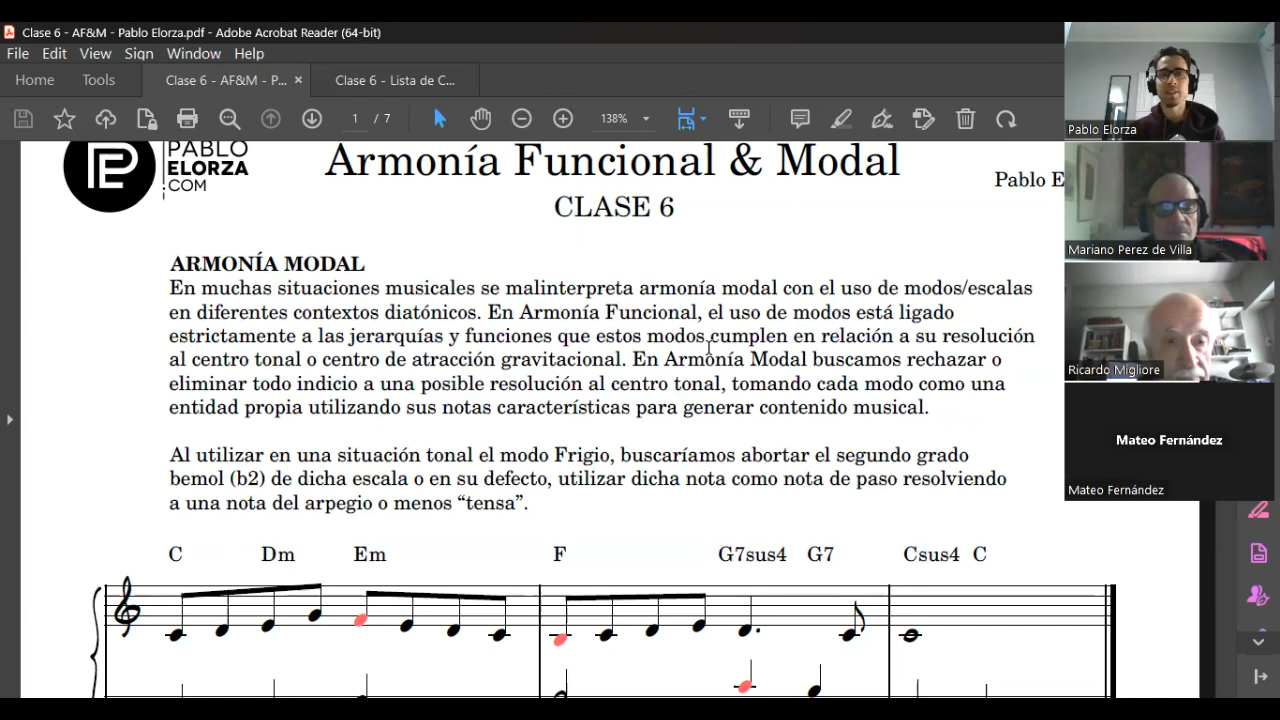 Clase 6 - AF&M - Pablo Elorza.pdf - Adobe Acrobat Reader (64-bit)
File Edit View Sign Window Help
Home Tools Clase 6 - AF&M - P... × Clase 6 - Lista de C...
1 / 7 138%
PE PABLO
ELORZA
.COM
Armonía Funcional & Modal
Pablo E
CLASE 6
ARMONÍA MODAL
En muchas situaciones musicales se malinterpreta armonía modal con el uso de modos/escalas
en diferentes contextos diatónicos. En Armonía Funcional, el uso de modos está ligado
estrictamente a las jerarquías y funciones que estos modos cumplen en relación a su resolución
al centro tonal o centro de atracción gravitacional. En Armonía Modal buscamos rechazar o
eliminar todo indicio a una posible resolución al centro tonal, tomando cada modo como una
entidad propia utilizando sus notas características para generar contenido musical.
Al utilizar en una situación tonal el modo Frigio, buscaríamos abortar el segundo grado
bemol (b2) de dicha escala o en su defecto, utilizar dicha nota como nota de paso resolviendo
a una nota del arpegio o menos “tensa”.
C Dm Em F G7sus4 G7 Csus4 C
Pablo Elorza
Mariano Perez de Villa
Ricardo Migliore
Mateo Fernández
Mateo Fernández